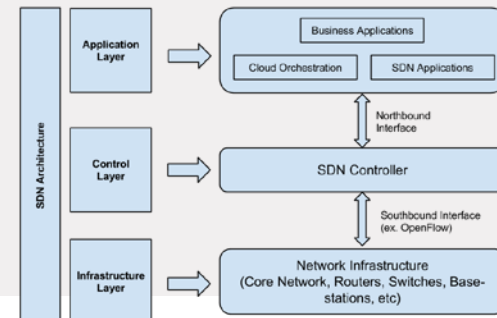 SDN Architecture
Application
Layer
Business Applications
Cloud Orchestration
SDN Applications
Northbound
Interface
Control
Layer
SDN Controller
Southbound Interface
(ex. OpenFlow)
Infrastructure
Layer
Network Infrastructure
(Core Network, Routers, Switches, Base-
stations, etc)